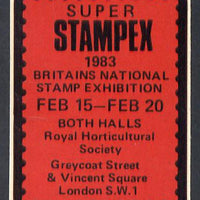 SUPER
STAMPEX
1983
BRITAINS NATIONAL
STAMP EXHIBITION
FEB 15—FEB 20
BOTH HALLS
Royal Horticultural
Society
Greycoat Street
& Vincent Square
London S.W.1